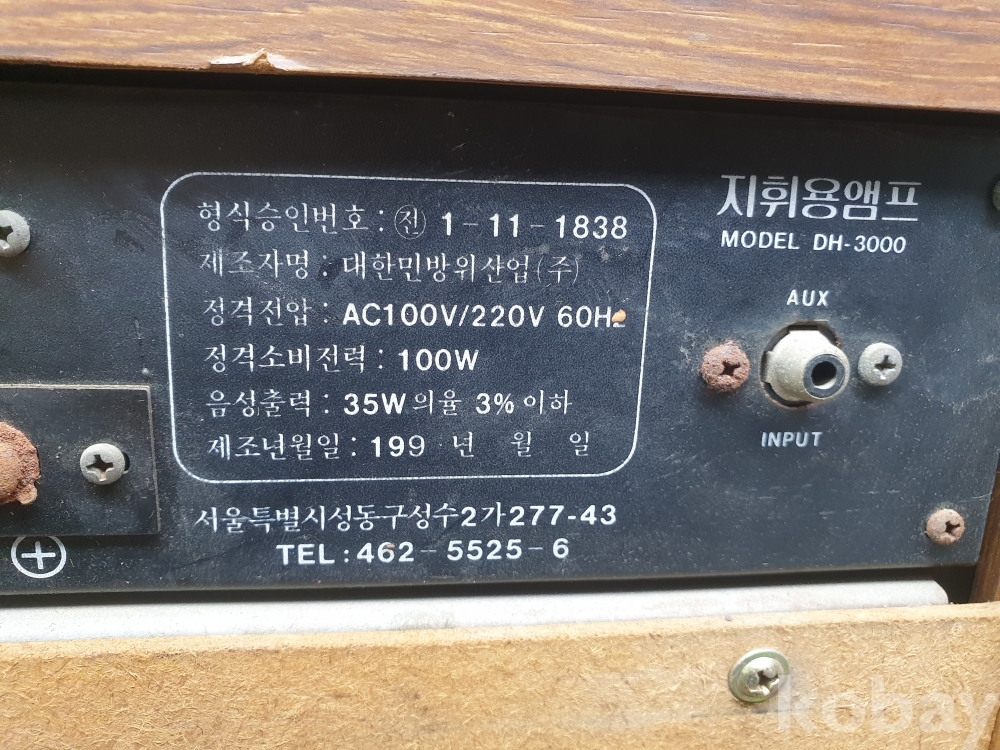 지휘용앰프
MODEL DH-3000
형식승인번호 : ㉠ 1-11-1838
제조자명 : 대한민방위산업(주)
정격전압 : AC100V/220V 60Hz
정격소비전력 : 100W
음성출력 : 35W 의율 3% 이하
제조년월일 : 199 년 월 일
서울특별시성동구성수2가277-43
TEL : 462-5525-6
AUX
INPUT
kobay